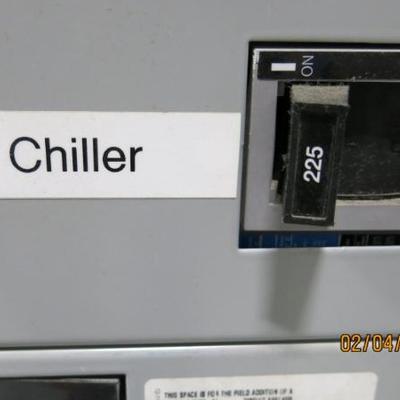 Chiller
ON
225
02/04
THIS SPACE IS FOR THE FIELD ADDITION OF A